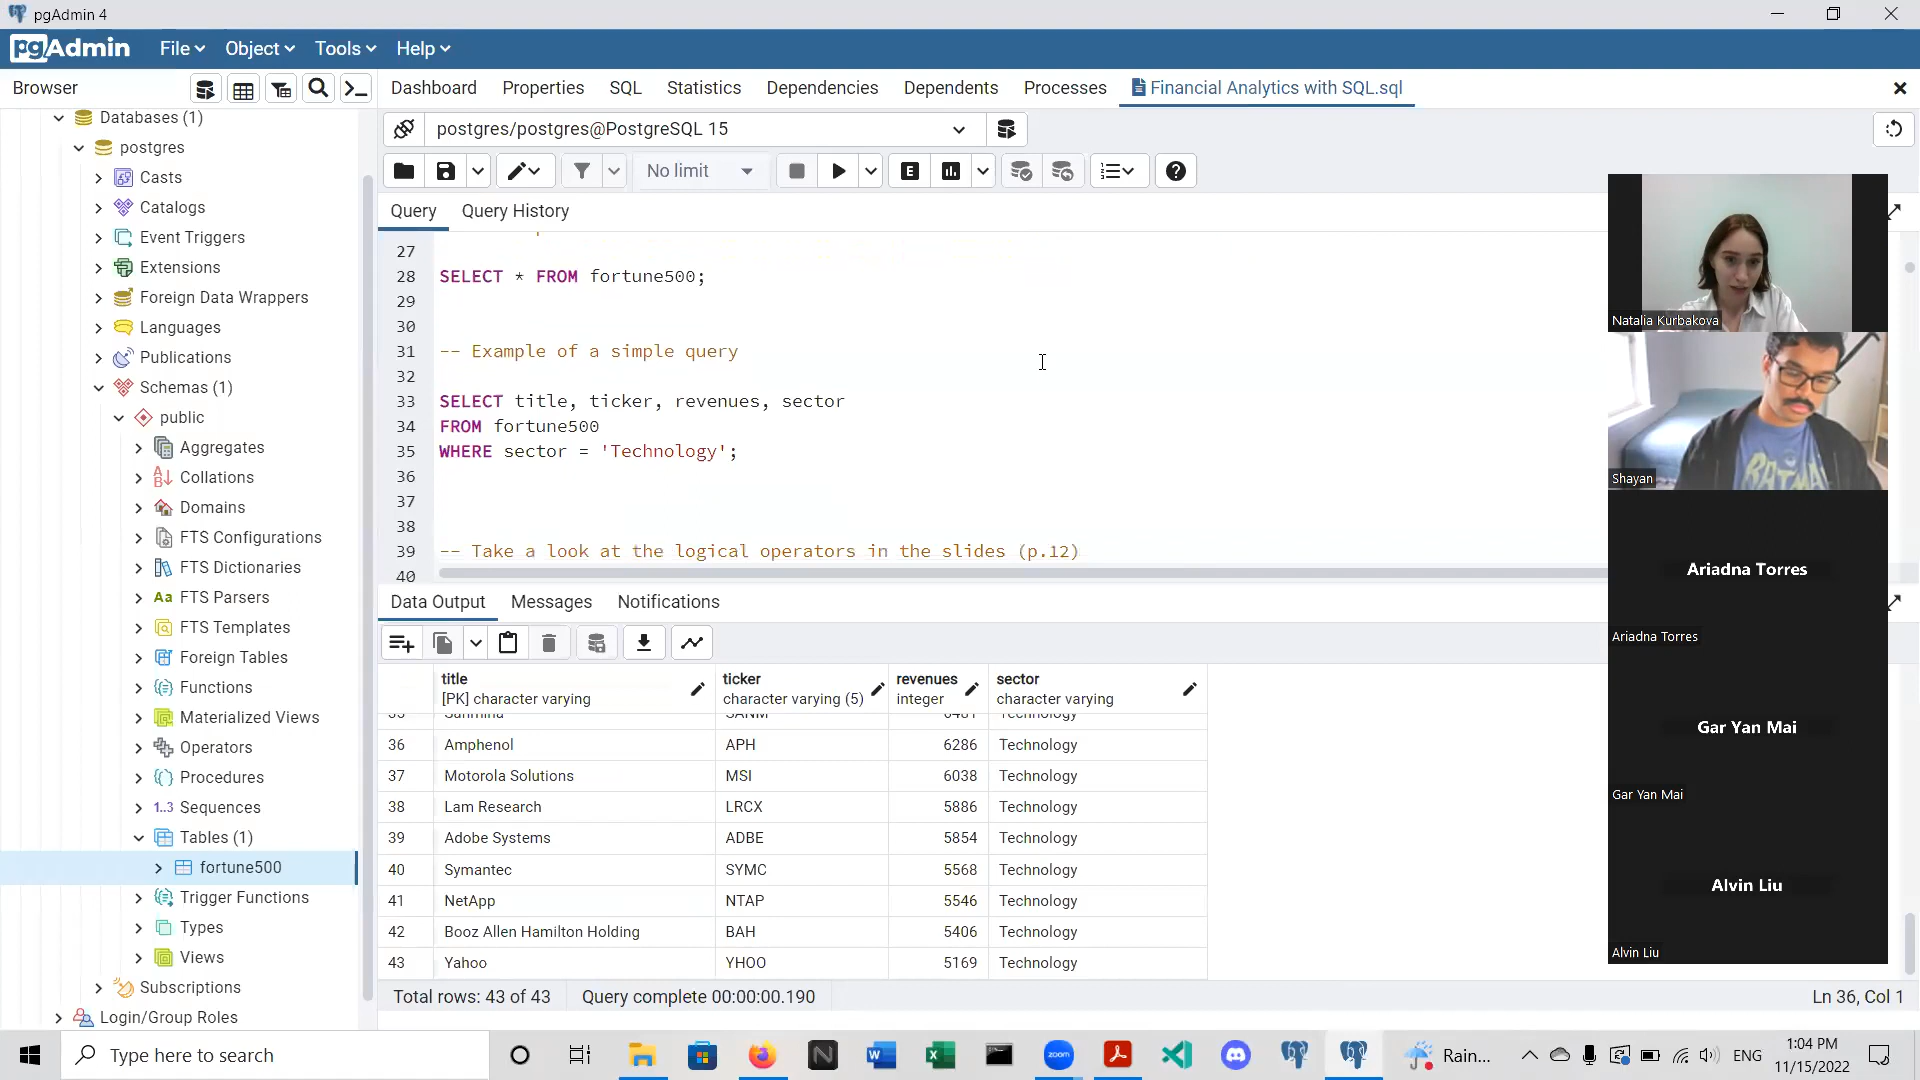 pgAdmin 4
pgAdmin File Object Tools Help
Browser
Dashboard Properties SQL Statistics Dependencies Dependents Processes Financial Analytics with SQL.sql
Databases (1)
postgres
Casts
Catalogs
Event Triggers
Extensions
Foreign Data Wrappers
Languages
Publications
Schemas (1)
public
Aggregates
Collations
Domains
FTS Configurations
FTS Dictionaries
Aa FTS Parsers
FTS Templates
Foreign Tables
Functions
Materialized Views
Operators
Procedures
1..3 Sequences
Tables (1)
fortune500
Trigger Functions
Types
Views
Subscriptions
Login/Group Roles
postgres/postgres@PostgreSQL 15
No limit
E
Query Query History
27
28 SELECT * FROM fortune500;
29
30
31 -- Example of a simple query
32
33 SELECT title, ticker, revenues, sector
34 FROM fortune500
35 WHERE sector = 'Technology';
36
37
38
39 -- Take a look at the logical operators in the slides (p.12)
40
Data Output Messages Notifications
title ticker revenues sector
[PK] character varying character varying (5) integer character varying
36 Amphenol APH 6286 Technology
37 Motorola Solutions MSI 6038 Technology
38 Lam Research LRCX 5886 Technology
39 Adobe Systems ADBE 5854 Technology
40 Symantec SYMC 5568 Technology
41 NetApp NTAP 5546 Technology
42 Booz Allen Hamilton Holding BAH 5406 Technology
43 Yahoo YHOO 5169 Technology
Total rows: 43 of 43 Query complete 00:00:00.190 Ln 36, Col 1
Natalia Kurbakova
Shayan
Ariadna Torres
Ariadna Torres
Gar Yan Mai
Gar Yan Mai
Alvin Liu
Alvin Liu
Type here to search
zoom
Rain... ENG 1:04 PM
11/15/2022